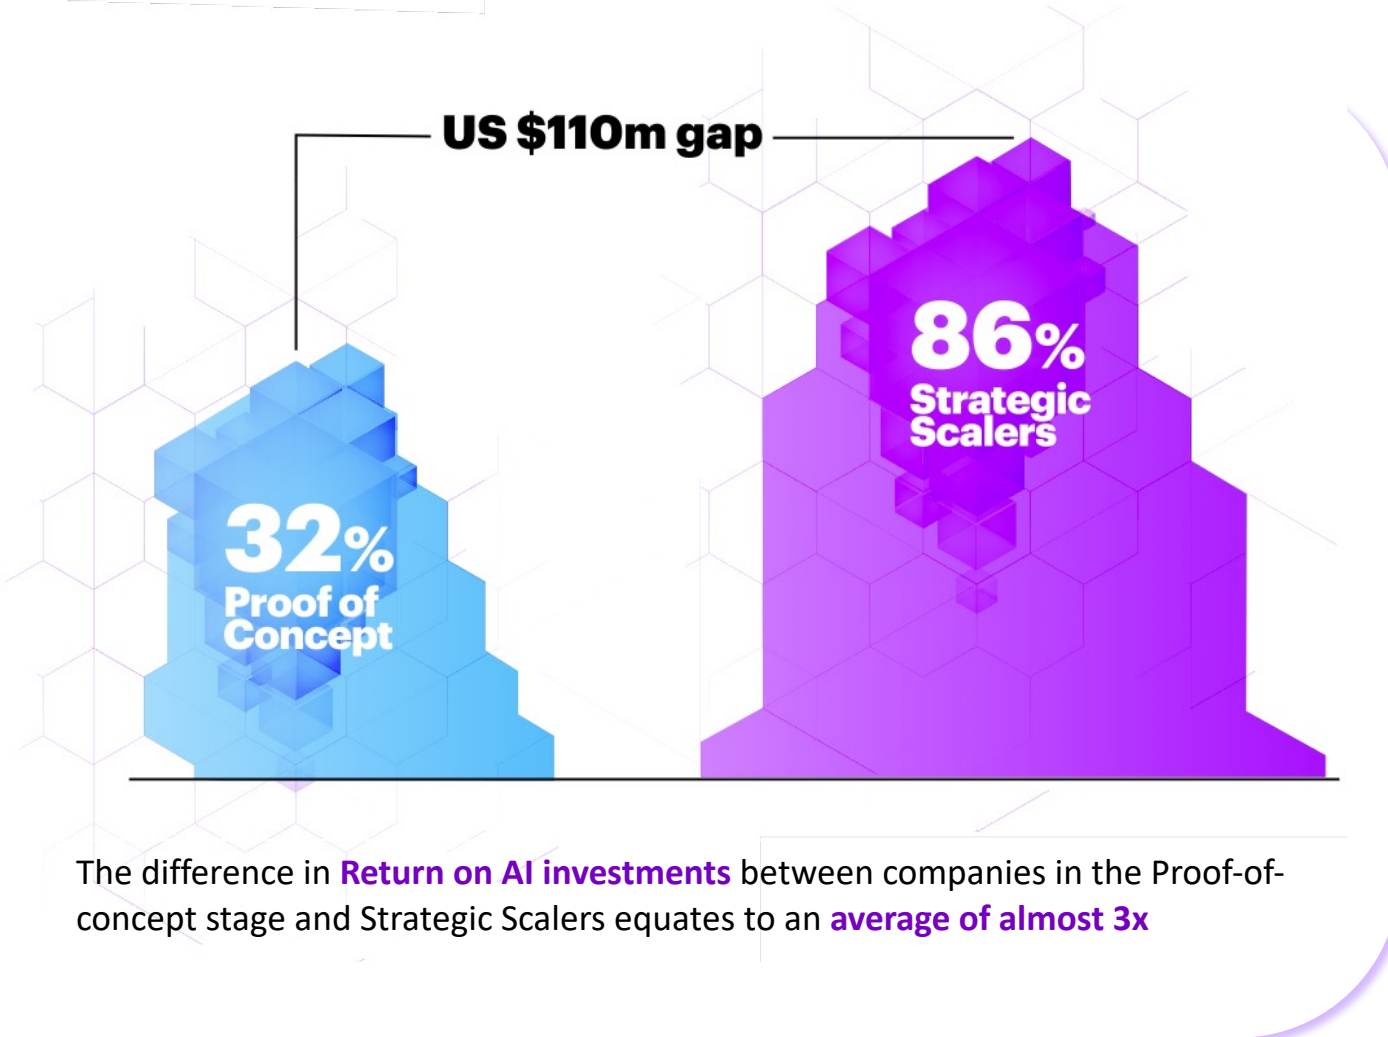 US $110m gap
86%
Strategic
Scalers
32%
Proof of
Concept
The difference in Return on AI investments between companies in the Proof-of-
concept stage and Strategic Scalers equates to an average of almost 3x